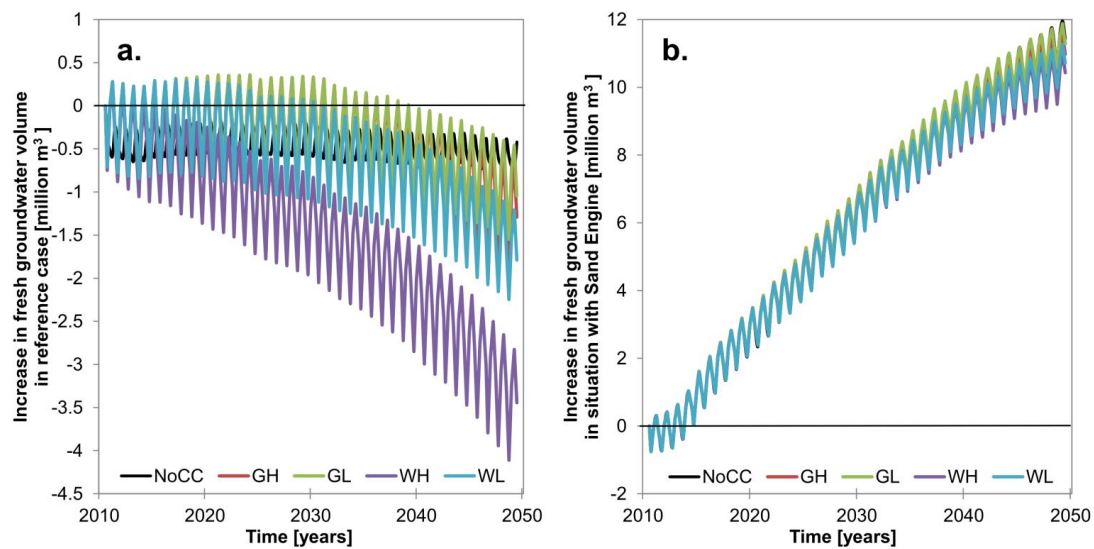 a.
Increase in fresh groundwater volume
in reference case [million m³]
1
0.5
0
-0.5
-1
-1.5
-2
-2.5
-3
-3.5
-4
-4.5
NoCC GH GL WH WL
2010 2020 2030 2040 2050
Time [years]
b.
Increase in fresh groundwater volume
in situation with Sand Engine [million m³]
12
10
8
6
4
2
0
-2
NoCC GH GL WH WL
2010 2020 2030 2040 2050
Time [years]